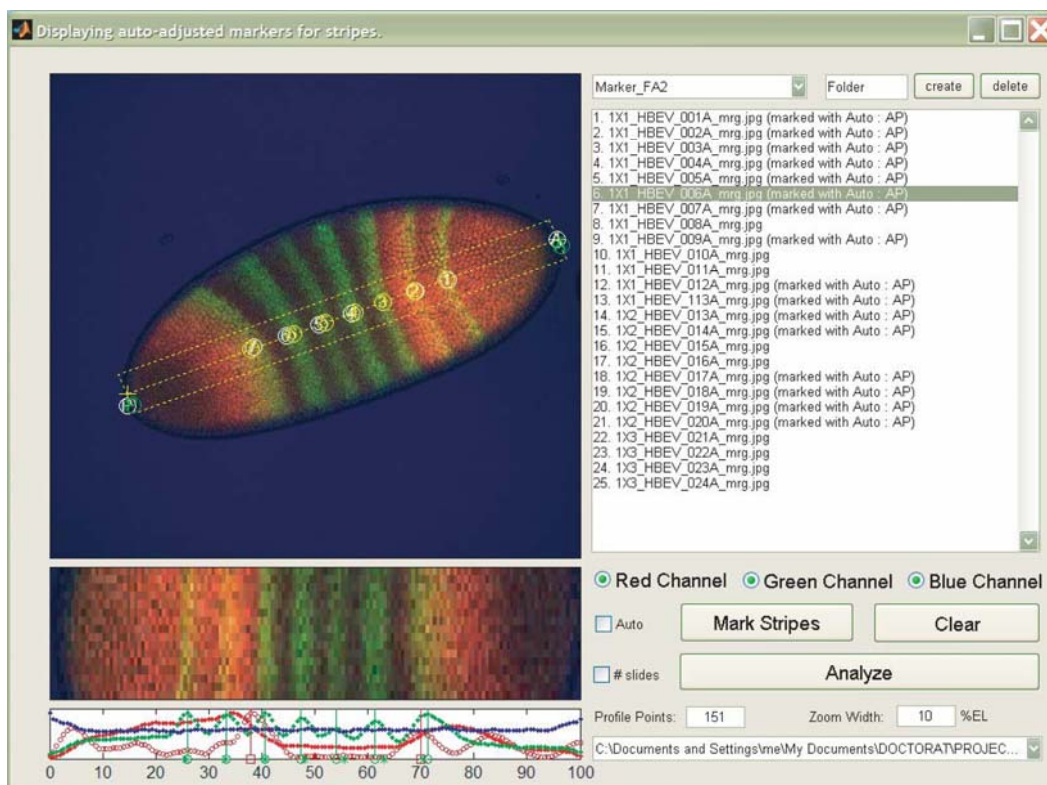 Displaying auto-adjusted markers for stripes.
Marker_FA2
Folder
create
delete
1. 1X1_HBEV_001A_mrg.jpg (marked with Auto : AP)
2. 1X1_HBEV_002A_mrg.jpg (marked with Auto : AP)
3. 1X1_HBEV_003A_mrg.jpg (marked with Auto : AP)
4. 1X1_HBEV_004A_mrg.jpg (marked with Auto : AP)
5. 1X1_HBEV_005A_mrg.jpg (marked with Auto : AP)
6. 1X1_HBEV_006A_mrg.jpg (marked with Auto : AP)
7. 1X1_HBEV_007A_mrg.jpg (marked with Auto : AP)
8. 1X1_HBEV_008A_mrg.jpg
9. 1X1_HBEV_009A_mrg.jpg (marked with Auto : AP)
10. 1X1_HBEV_010A_mrg.jpg
11. 1X1_HBEV_011A_mrg.jpg
12. 1X1_HBEV_012A_mrg.jpg (marked with Auto : AP)
13. 1X1_HBEV_113A_mrg.jpg (marked with Auto : AP)
14. 1X2_HBEV_013A_mrg.jpg (marked with Auto : AP)
15. 1X2_HBEV_014A_mrg.jpg (marked with Auto : AP)
16. 1X2_HBEV_015A_mrg.jpg
17. 1X2_HBEV_016A_mrg.jpg
18. 1X2_HBEV_017A_mrg.jpg (marked with Auto : AP)
19. 1X2_HBEV_018A_mrg.jpg (marked with Auto : AP)
20. 1X2_HBEV_019A_mrg.jpg (marked with Auto : AP)
21. 1X2_HBEV_020A_mrg.jpg (marked with Auto : AP)
22. 1X3_HBEV_021A_mrg.jpg
23. 1X3_HBEV_022A_mrg.jpg
24. 1X3_HBEV_023A_mrg.jpg
25. 1X3_HBEV_024A_mrg.jpg
A
1
2
3
4
5
6
7
P
Red Channel Green Channel Blue Channel
Auto
Mark Stripes
Clear
# slides
Analyze
Profile Points: 151 Zoom Width: 10 %EL
C:\Documents and Settings\me\My Documents\DOCTORAT\PROJEC...
0 10 20 30 40 50 60 70 80 90 100